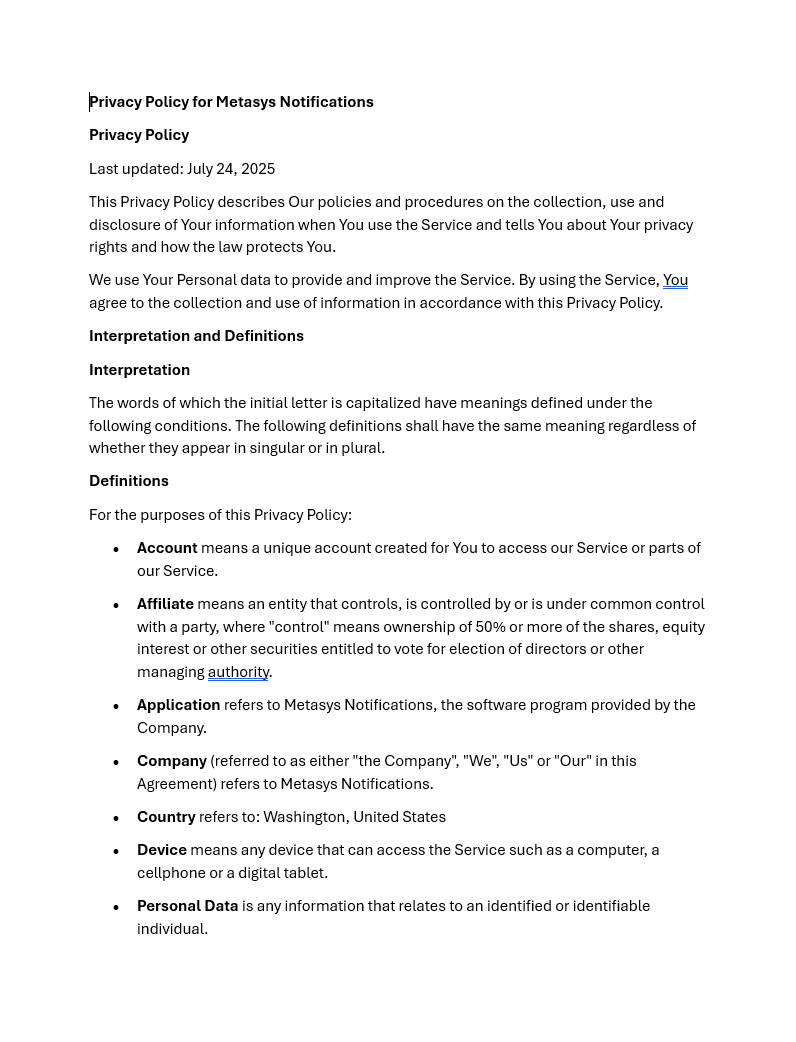 Privacy Policy for Metasys Notifications
Privacy Policy
Last updated: July 24, 2025
This Privacy Policy describes Our policies and procedures on the collection, use and
disclosure of Your information when You use the Service and tells You about Your privacy
rights and how the law protects You.
We use Your Personal data to provide and improve the Service. By using the Service, You
agree to the collection and use of information in accordance with this Privacy Policy.
Interpretation and Definitions
Interpretation
The words of which the initial letter is capitalized have meanings defined under the
following conditions. The following definitions shall have the same meaning regardless of
whether they appear in singular or in plural.
Definitions
For the purposes of this Privacy Policy:
• Account means a unique account created for You to access our Service or parts of
our Service.
• Affiliate means an entity that controls, is controlled by or is under common control
with a party, where "control" means ownership of 50% or more of the shares, equity
interest or other securities entitled to vote for election of directors or other
managing authority.
• Application refers to Metasys Notifications, the software program provided by the
Company.
• Company (referred to as either "the Company", "We", "Us" or "Our" in this
Agreement) refers to Metasys Notifications.
• Country refers to: Washington, United States
• Device means any device that can access the Service such as a computer, a
cellphone or a digital tablet.
• Personal Data is any information that relates to an identified or identifiable
individual.